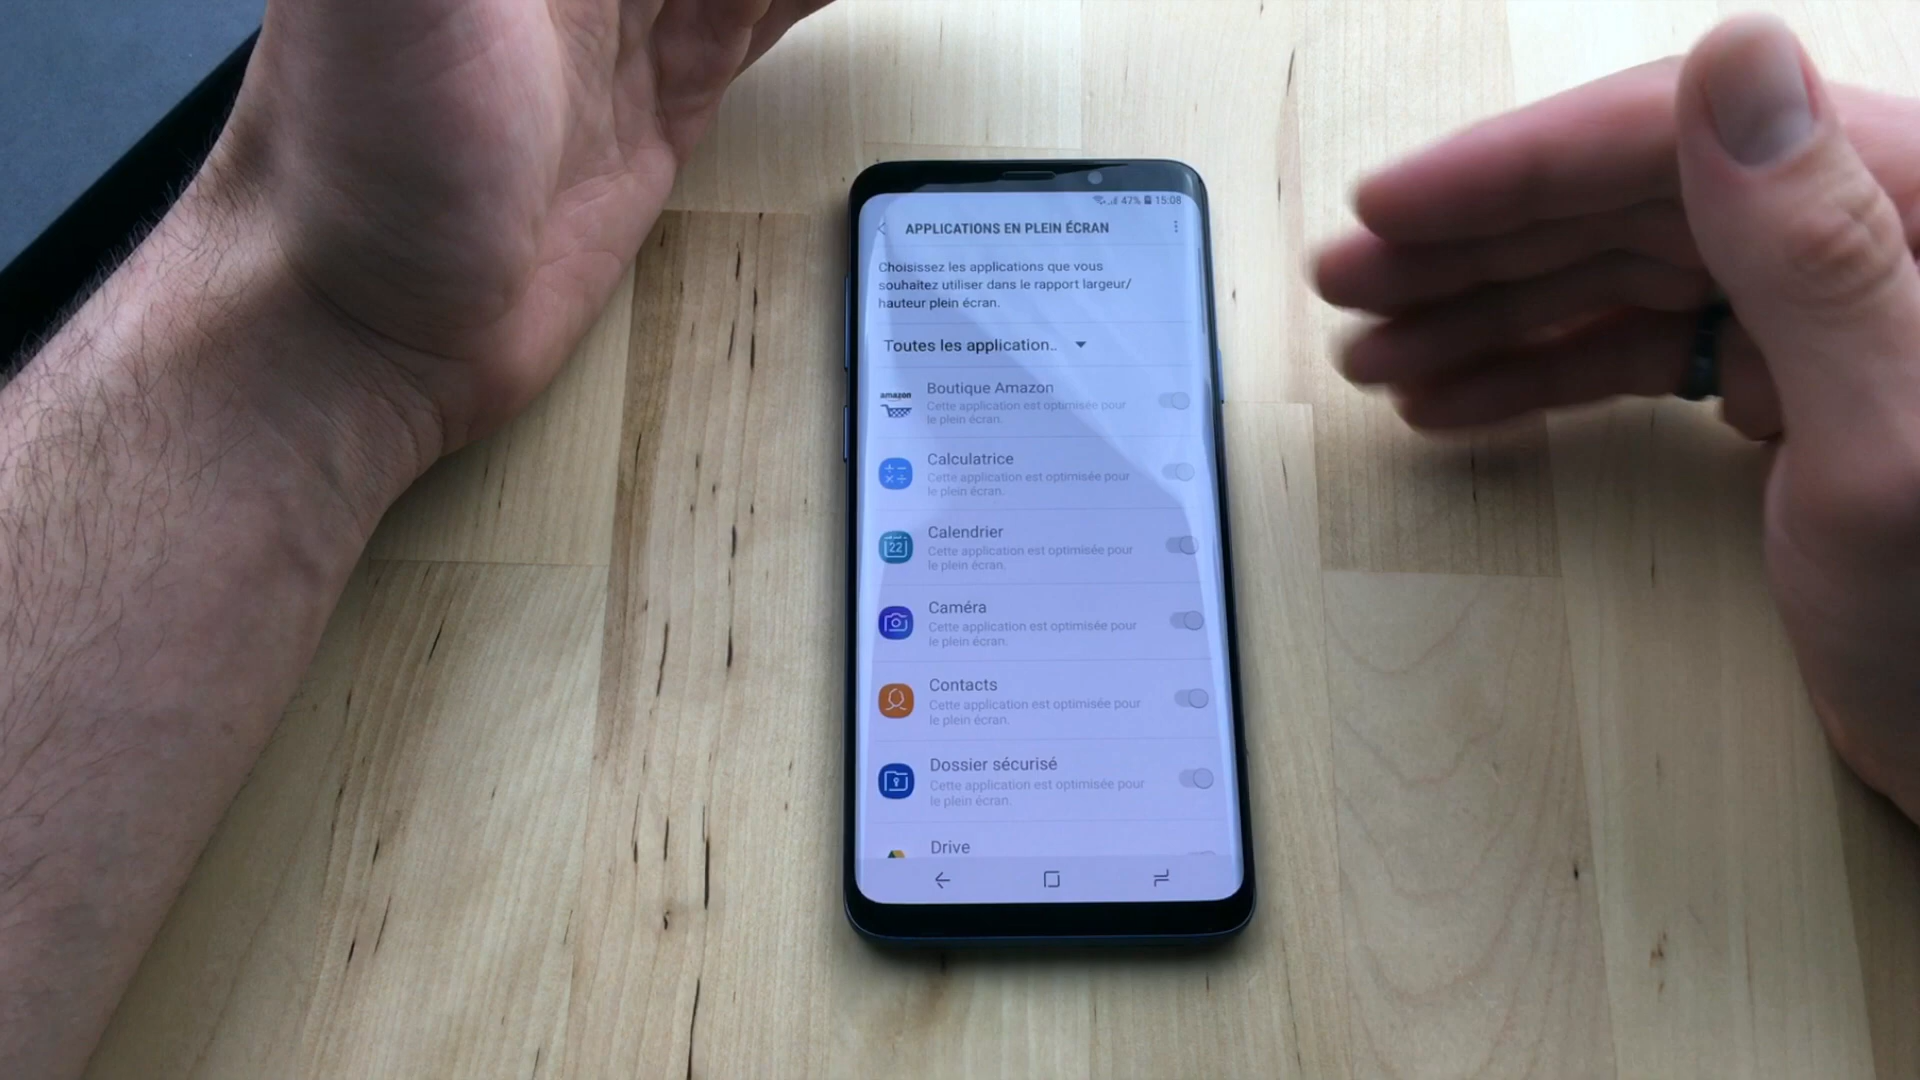 47% 15:08
APPLICATIONS EN PLEIN ÉCRAN
Choisissez les applications que vous
souhaitez utiliser dans le rapport largeur/
hauteur plein écran.
Toutes les application..
amazon
Boutique Amazon
Cette application est optimisée pour
le plein écran.
Calculatrice
Cette application est optimisée pour
le plein écran.
22
Calendrier
Cette application est optimisée pour
le plein écran.
Caméra
Cette application est optimisée pour
le plein écran.
Contacts
Cette application est optimisée pour
le plein écran.
Dossier sécurisé
Cette application est optimisée pour
le plein écran.
Drive